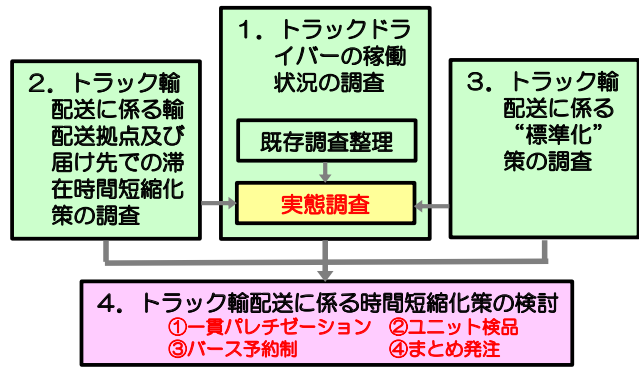 1．トラックドラ
イバーの稼働
状況の調査
既存調査整理
実態調査
2．トラック輸
配送に係る輸
配送拠点及び
届け先での滞
在時間短縮化
策の調査
3．トラック輸
配送に係る
“標準化”
策の調査
4．トラック輸配送に係る時間短縮化策の検討
①一貫パレチゼーション ②ユニット検品
③バース予約制 ④まとめ発注